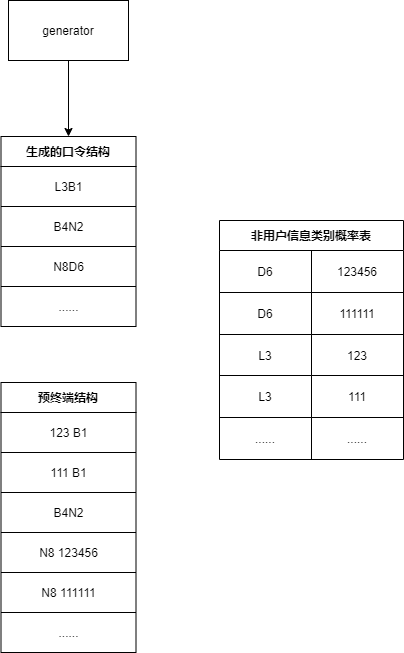 generator
生成的口令结构
L3B1
B4N2
N8D6
......
非用户信息类别概率表
D6 123456
D6 111111
L3 123
L3 111
...... ......
预终端结构
123 B1
111 B1
B4N2
N8 123456
N8 111111
......